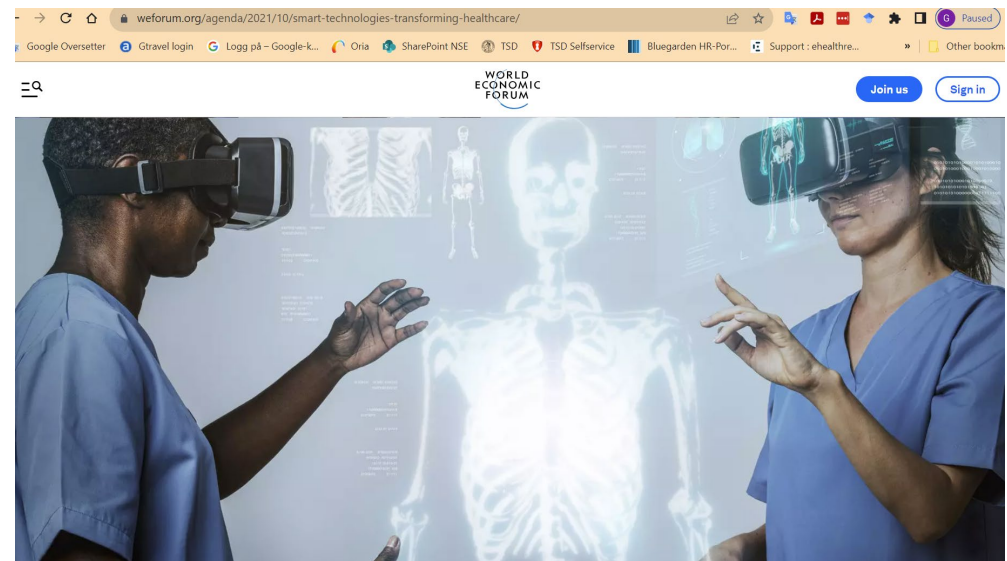 weforum.org/agenda/2021/10/smart-technologies-transforming-healthcare/
G Paused
Google Oversetter Gtravel login G Logg på – Google-k... Oria SharePoint NSE TSD TSD Selfservice Bluegarden HR-Por... Support : ehealthre... » Other bookma
WORLD
ECONOMIC
FORUM
Join us Sign in